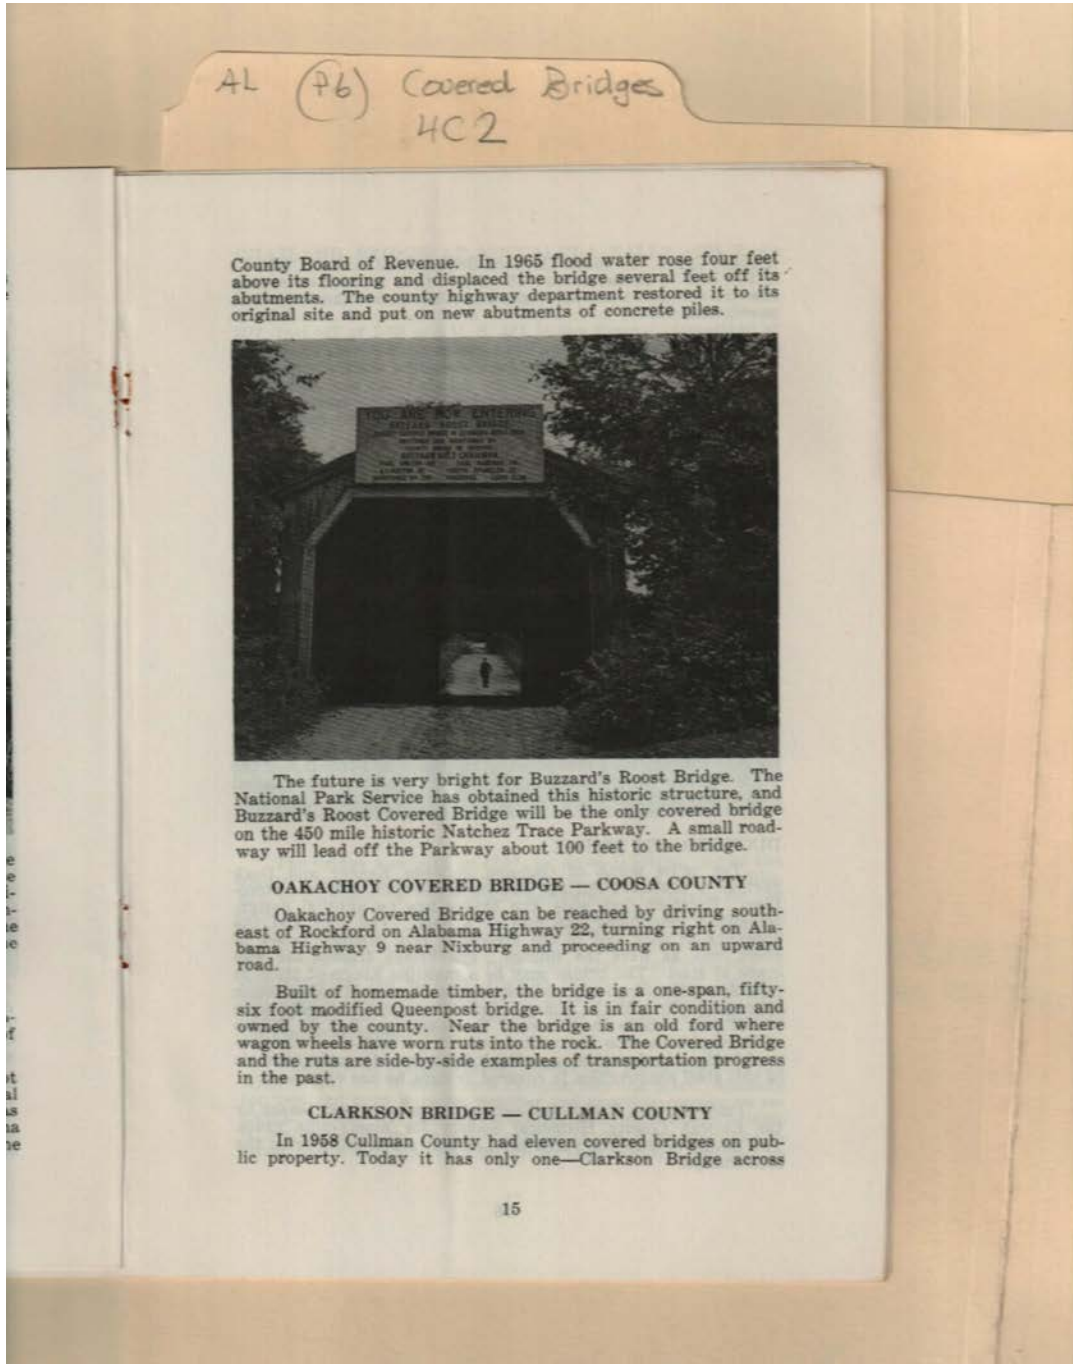 AL (P6) Covered Bridges
4C2
County Board of Revenue. In 1965 flood water rose four feet
above its flooring and displaced the bridge several feet off its
abutments. The county highway department restored it to its
original site and put on new abutments of concrete piles.
YOU ARE NOW ENTERING
BUZZARD ROOST BRIDGE
The future is very bright for Buzzard's Roost Bridge. The
National Park Service has obtained this historic structure, and
Buzzard's Roost Covered Bridge will be the only covered bridge
on the 450 mile historic Natchez Trace Parkway. A small road-
way will lead off the Parkway about 100 feet to the bridge.
OAKACHOY COVERED BRIDGE — COOSA COUNTY
Oakachoy Covered Bridge can be reached by driving south-
east of Rockford on Alabama Highway 22, turning right on Ala-
bama Highway 9 near Nixburg and proceeding on an upward
road.
Built of homemade timber, the bridge is a one-span, fifty-
six foot modified Queenpost bridge. It is in fair condition and
owned by the county. Near the bridge is an old ford where
wagon wheels have worn ruts into the rock. The Covered Bridge
and the ruts are side-by-side examples of transportation progress
in the past.
CLARKSON BRIDGE — CULLMAN COUNTY
In 1958 Cullman County had eleven covered bridges on pub-
lic property. Today it has only one—Clarkson Bridge across
15